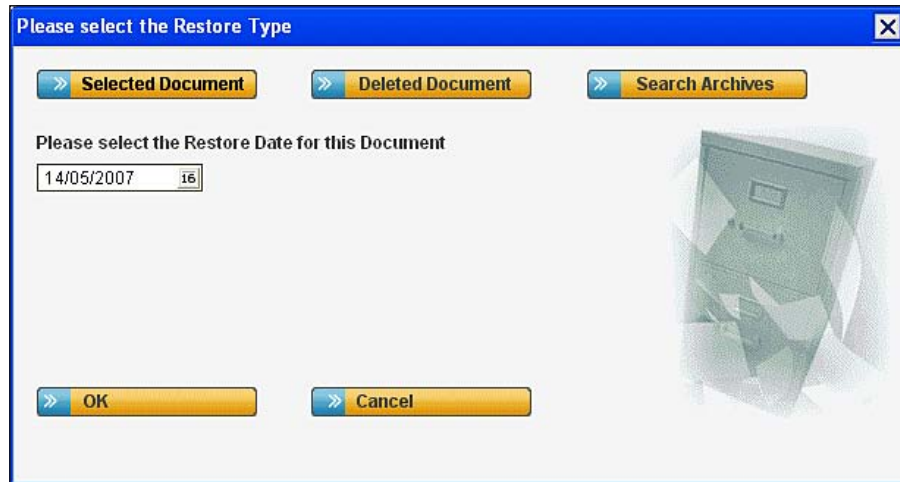 Please select the Restore Type
Selected Document Deleted Document Search Archives
Please select the Restore Date for this Document
14/05/2007 16
OK Cancel